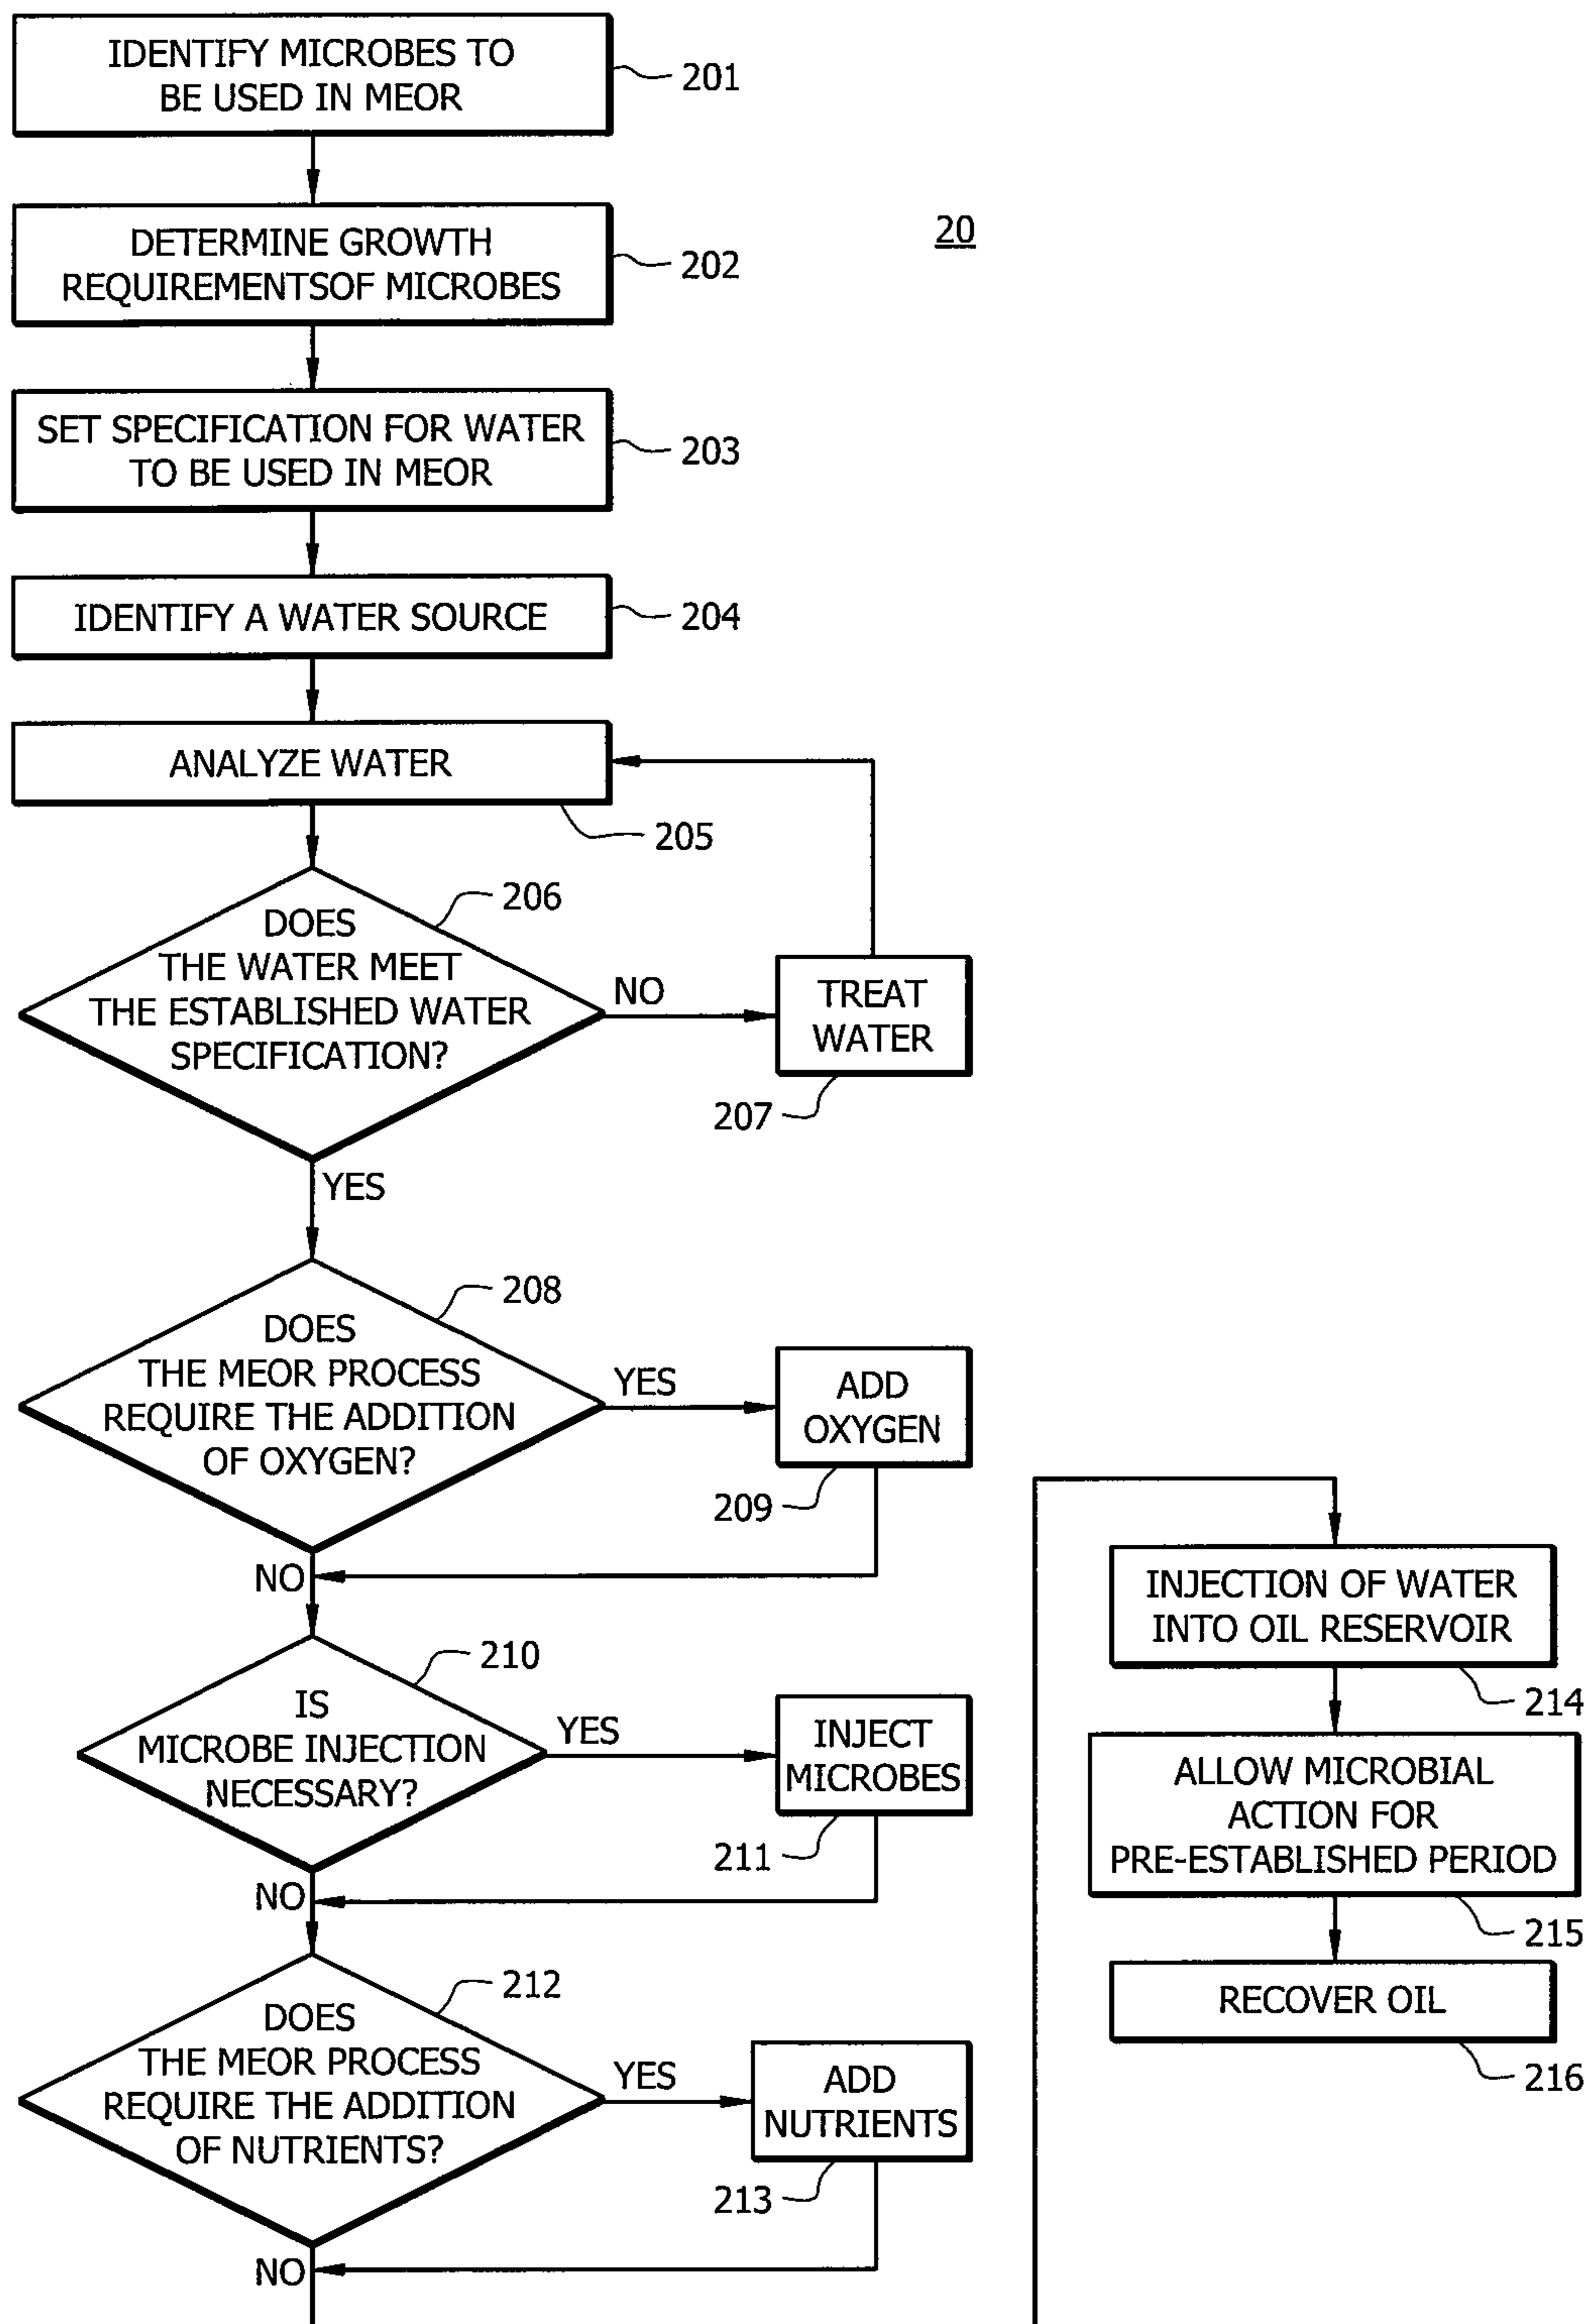 IDENTIFY MICROBES TO
BE USED IN MEOR
201
20
DETERMINE GROWTH
REQUIREMENTSOF MICROBES
202
SET SPECIFICATION FOR WATER
TO BE USED IN MEOR
203
IDENTIFY A WATER SOURCE
204
ANALYZE WATER
205
206
DOES
THE WATER MEET
THE ESTABLISHED WATER
SPECIFICATION?
NO
TREAT
WATER
207
YES
208
DOES
THE MEOR PROCESS
REQUIRE THE ADDITION
OF OXYGEN?
YES
ADD
OXYGEN
209
NO
210
IS
MICROBE INJECTION
NECESSARY?
YES
INJECT
MICROBES
211
NO
212
DOES
THE MEOR PROCESS
REQUIRE THE ADDITION
OF NUTRIENTS?
YES
ADD
NUTRIENTS
213
NO
INJECTION OF WATER
INTO OIL RESERVOIR
214
ALLOW MICROBIAL
ACTION FOR
PRE-ESTABLISHED PERIOD
215
RECOVER OIL
216